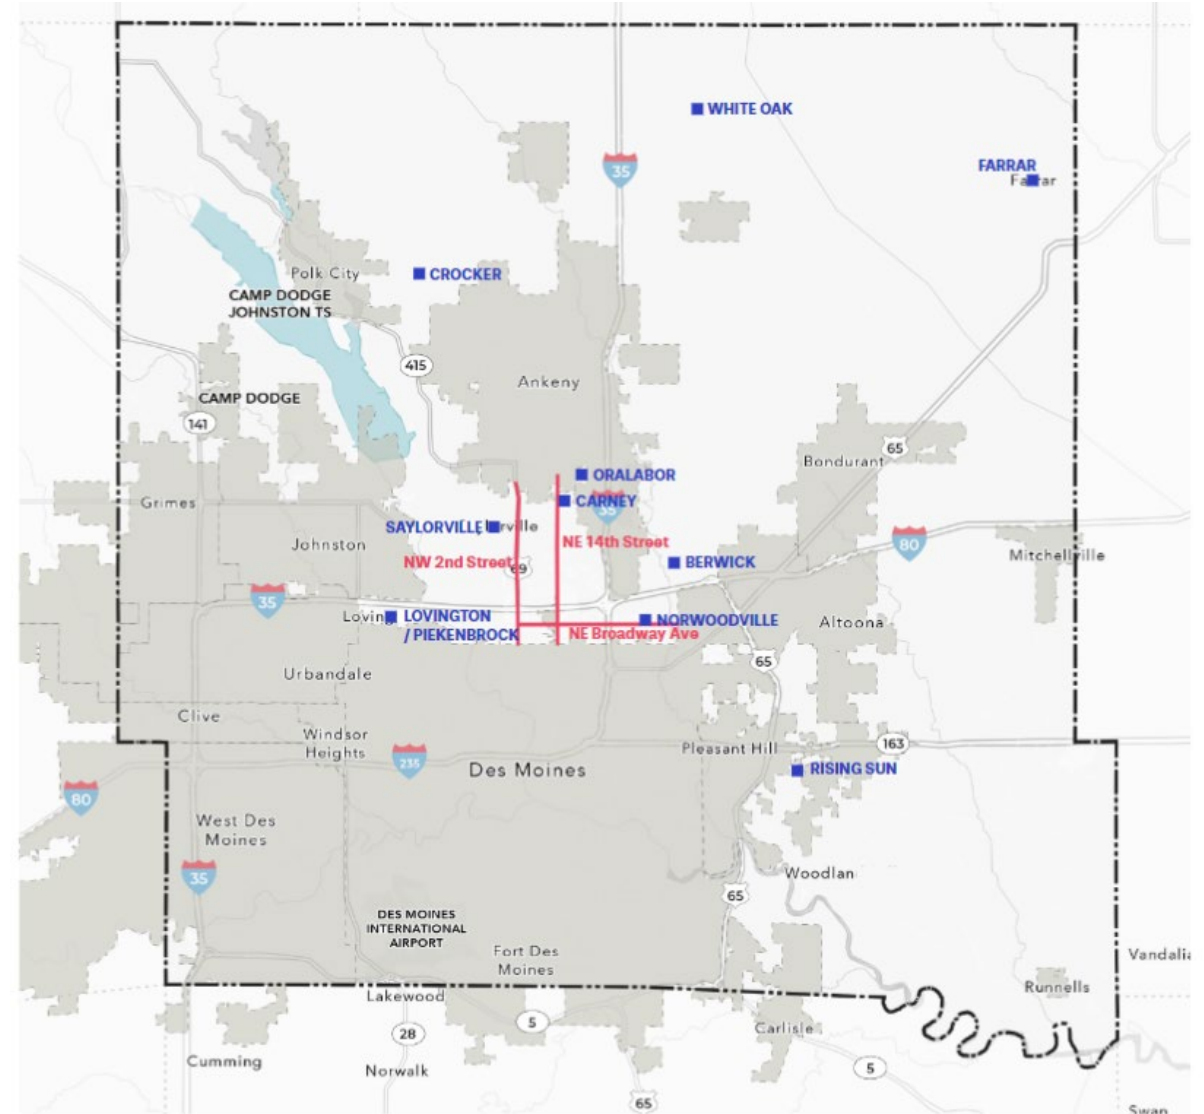 WHITE OAK
35
FARRAR
Farrar
Polk City
CROCKER
CAMP DODGE
JOHNSTON TS
415
Ankeny
CAMP DODGE
141
65
Bondurant
ORALABOR
Grimes
CARNEY
35
SAYLORVILLE
NE 14th Street
80
Johnston
Mitchellville
NW 2nd Street
69
BERWICK
35
LOVINGTON
/ PIEKENBROCK
NORWOODVILLE
NE Broadway Ave
Altoona
65
Urbandale
Clive
Windsor
Heights
Pleasant Hill
163
235
Des Moines
RISING SUN
80
West Des
Moines
35
Woodlan
65
DES MOINES
INTERNATIONAL
AIRPORT
Fort Des
Moines
Vandalia
Runnells
Lakewood
5
28
Carlisle
Cumming
Norwalk
5
65
Swan